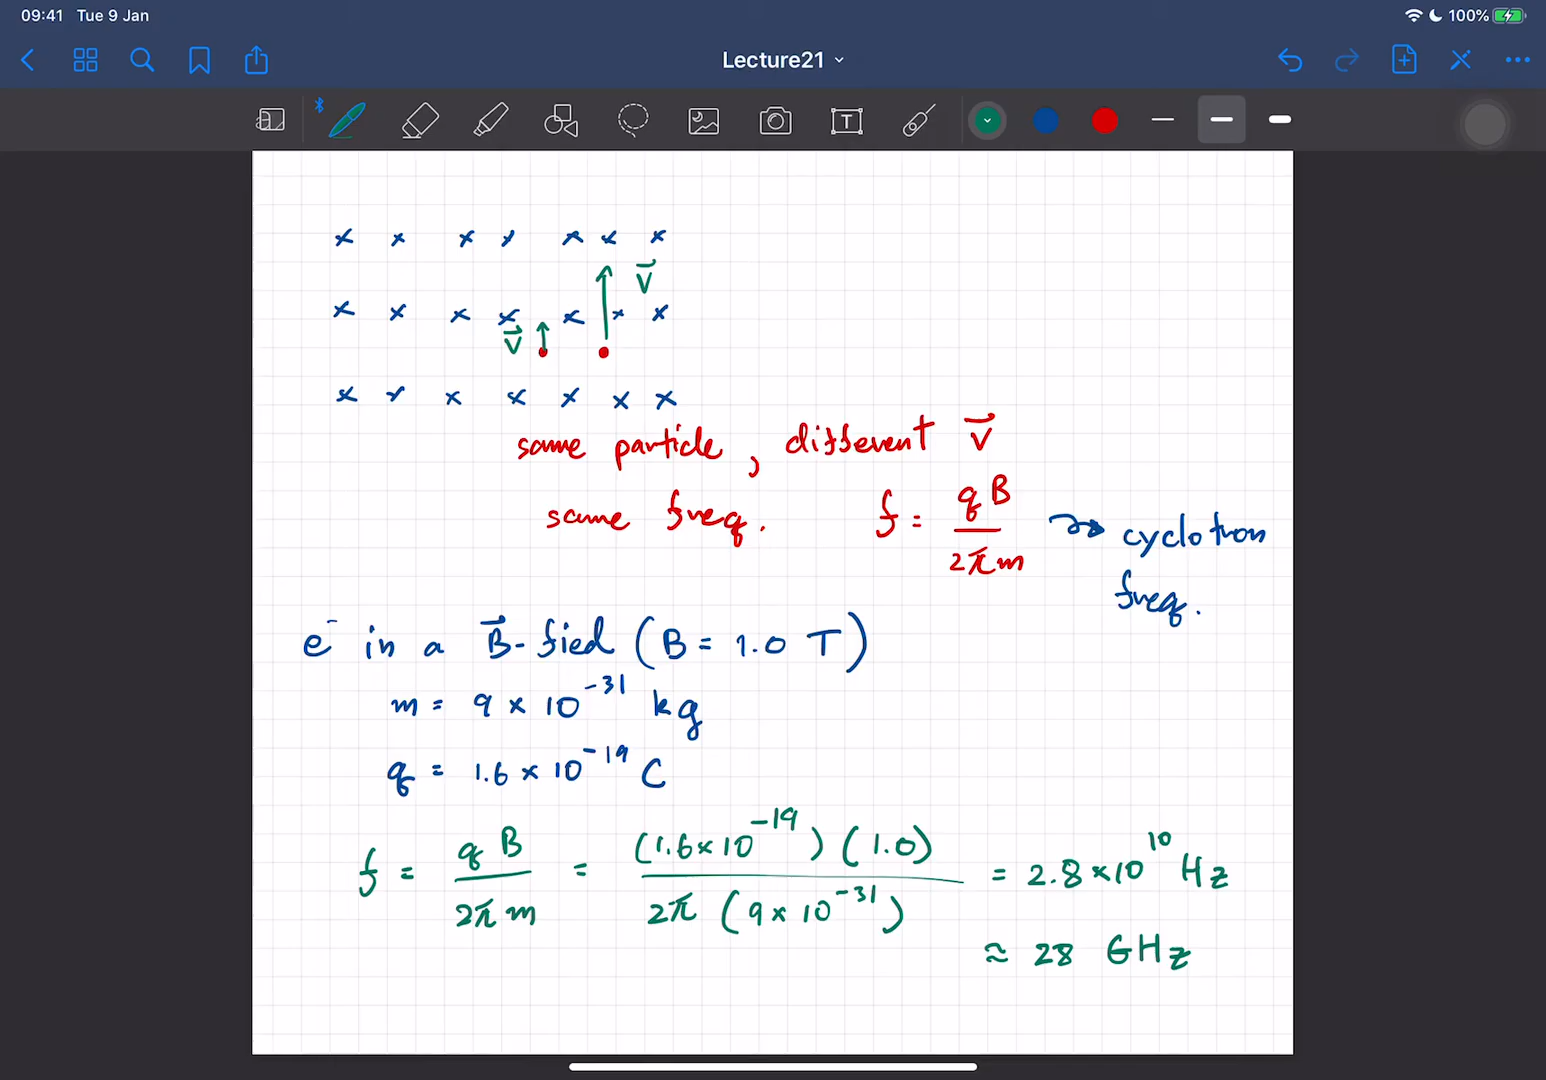 09:41 Tue 9 Jan 100%
Lecture21
T
x x x x x x x
v⃗
x x x x x x x
v⃗
x x x x x x x
same particle, different v⃗
same freq. f = qB / 2πm → cyclotron
freq.
e⁻ in a B⃗-fied (B = 1.0 T)
m = 9 × 10⁻³¹ kg
q = 1.6 × 10⁻¹⁹ C
f = qB / 2πm = (1.6×10⁻¹⁹)(1.0) / 2π (9×10⁻³¹) = 2.8×10¹⁰ Hz
≈ 28 GHz